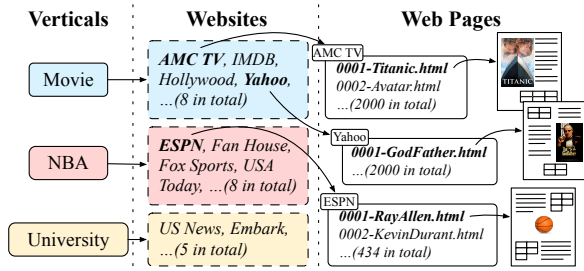 Verticals
Websites
Web Pages
Movie
AMC TV, IMDB,
Hollywood, Yahoo,
…(8 in total)
NBA
ESPN, Fan House,
Fox Sports, USA
Today, …(8 in total)
University
US News, Embark,
…(5 in total)
AMC TV
0001-Titanic.html
0002-Avatar.html
…(2000 in total)
Yahoo
0001-GodFather.html
…(2000 in total)
ESPN
0001-RayAllen.html
0002-KevinDurant.html
…(434 in total)
TITANIC